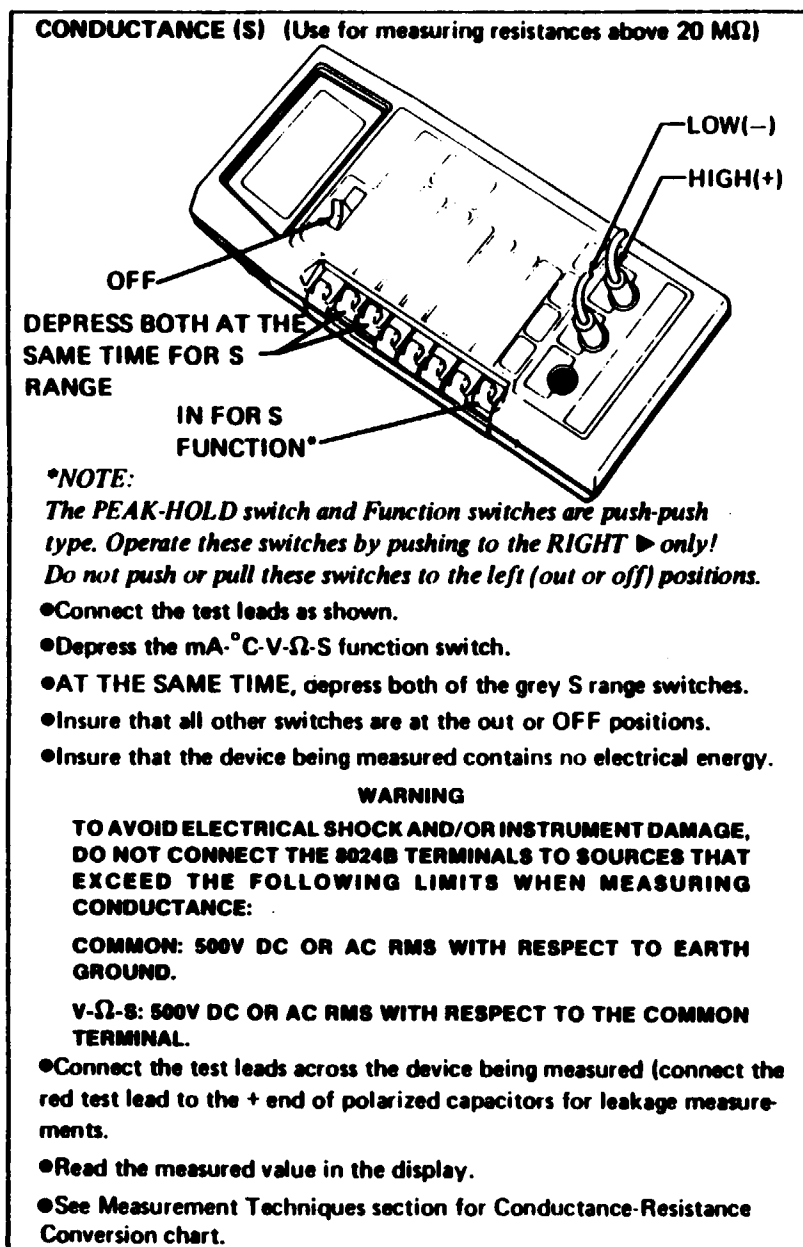 CONDUCTANCE (S) (Use for measuring resistances above 20 MΩ)
LOW(—)
HIGH(+)
OFF
DEPRESS BOTH AT THE
SAME TIME FOR S
RANGE
IN FOR S
FUNCTION*
*NOTE:
The PEAK-HOLD switch and Function switches are push-push
type. Operate these switches by pushing to the RIGHT ▶ only!
Do not push or pull these switches to the left (out or off) positions.
●Connect the test leads as shown.
●Depress the mA-°C-V-Ω-S function switch.
●AT THE SAME TIME, depress both of the grey S range switches.
●Insure that all other switches are at the out or OFF positions.
●Insure that the device being measured contains no electrical energy.
WARNING
TO AVOID ELECTRICAL SHOCK AND/OR INSTRUMENT DAMAGE,
DO NOT CONNECT THE 8024B TERMINALS TO SOURCES THAT
EXCEED THE FOLLOWING LIMITS WHEN MEASURING
CONDUCTANCE:
COMMON: 500V DC OR AC RMS WITH RESPECT TO EARTH
GROUND.
V-Ω-S: 500V DC OR AC RMS WITH RESPECT TO THE COMMON
TERMINAL.
●Connect the test leads across the device being measured (connect the
red test lead to the + end of polarized capacitors for leakage measure-
ments.
●Read the measured value in the display.
●See Measurement Techniques section for Conductance-Resistance
Conversion chart.